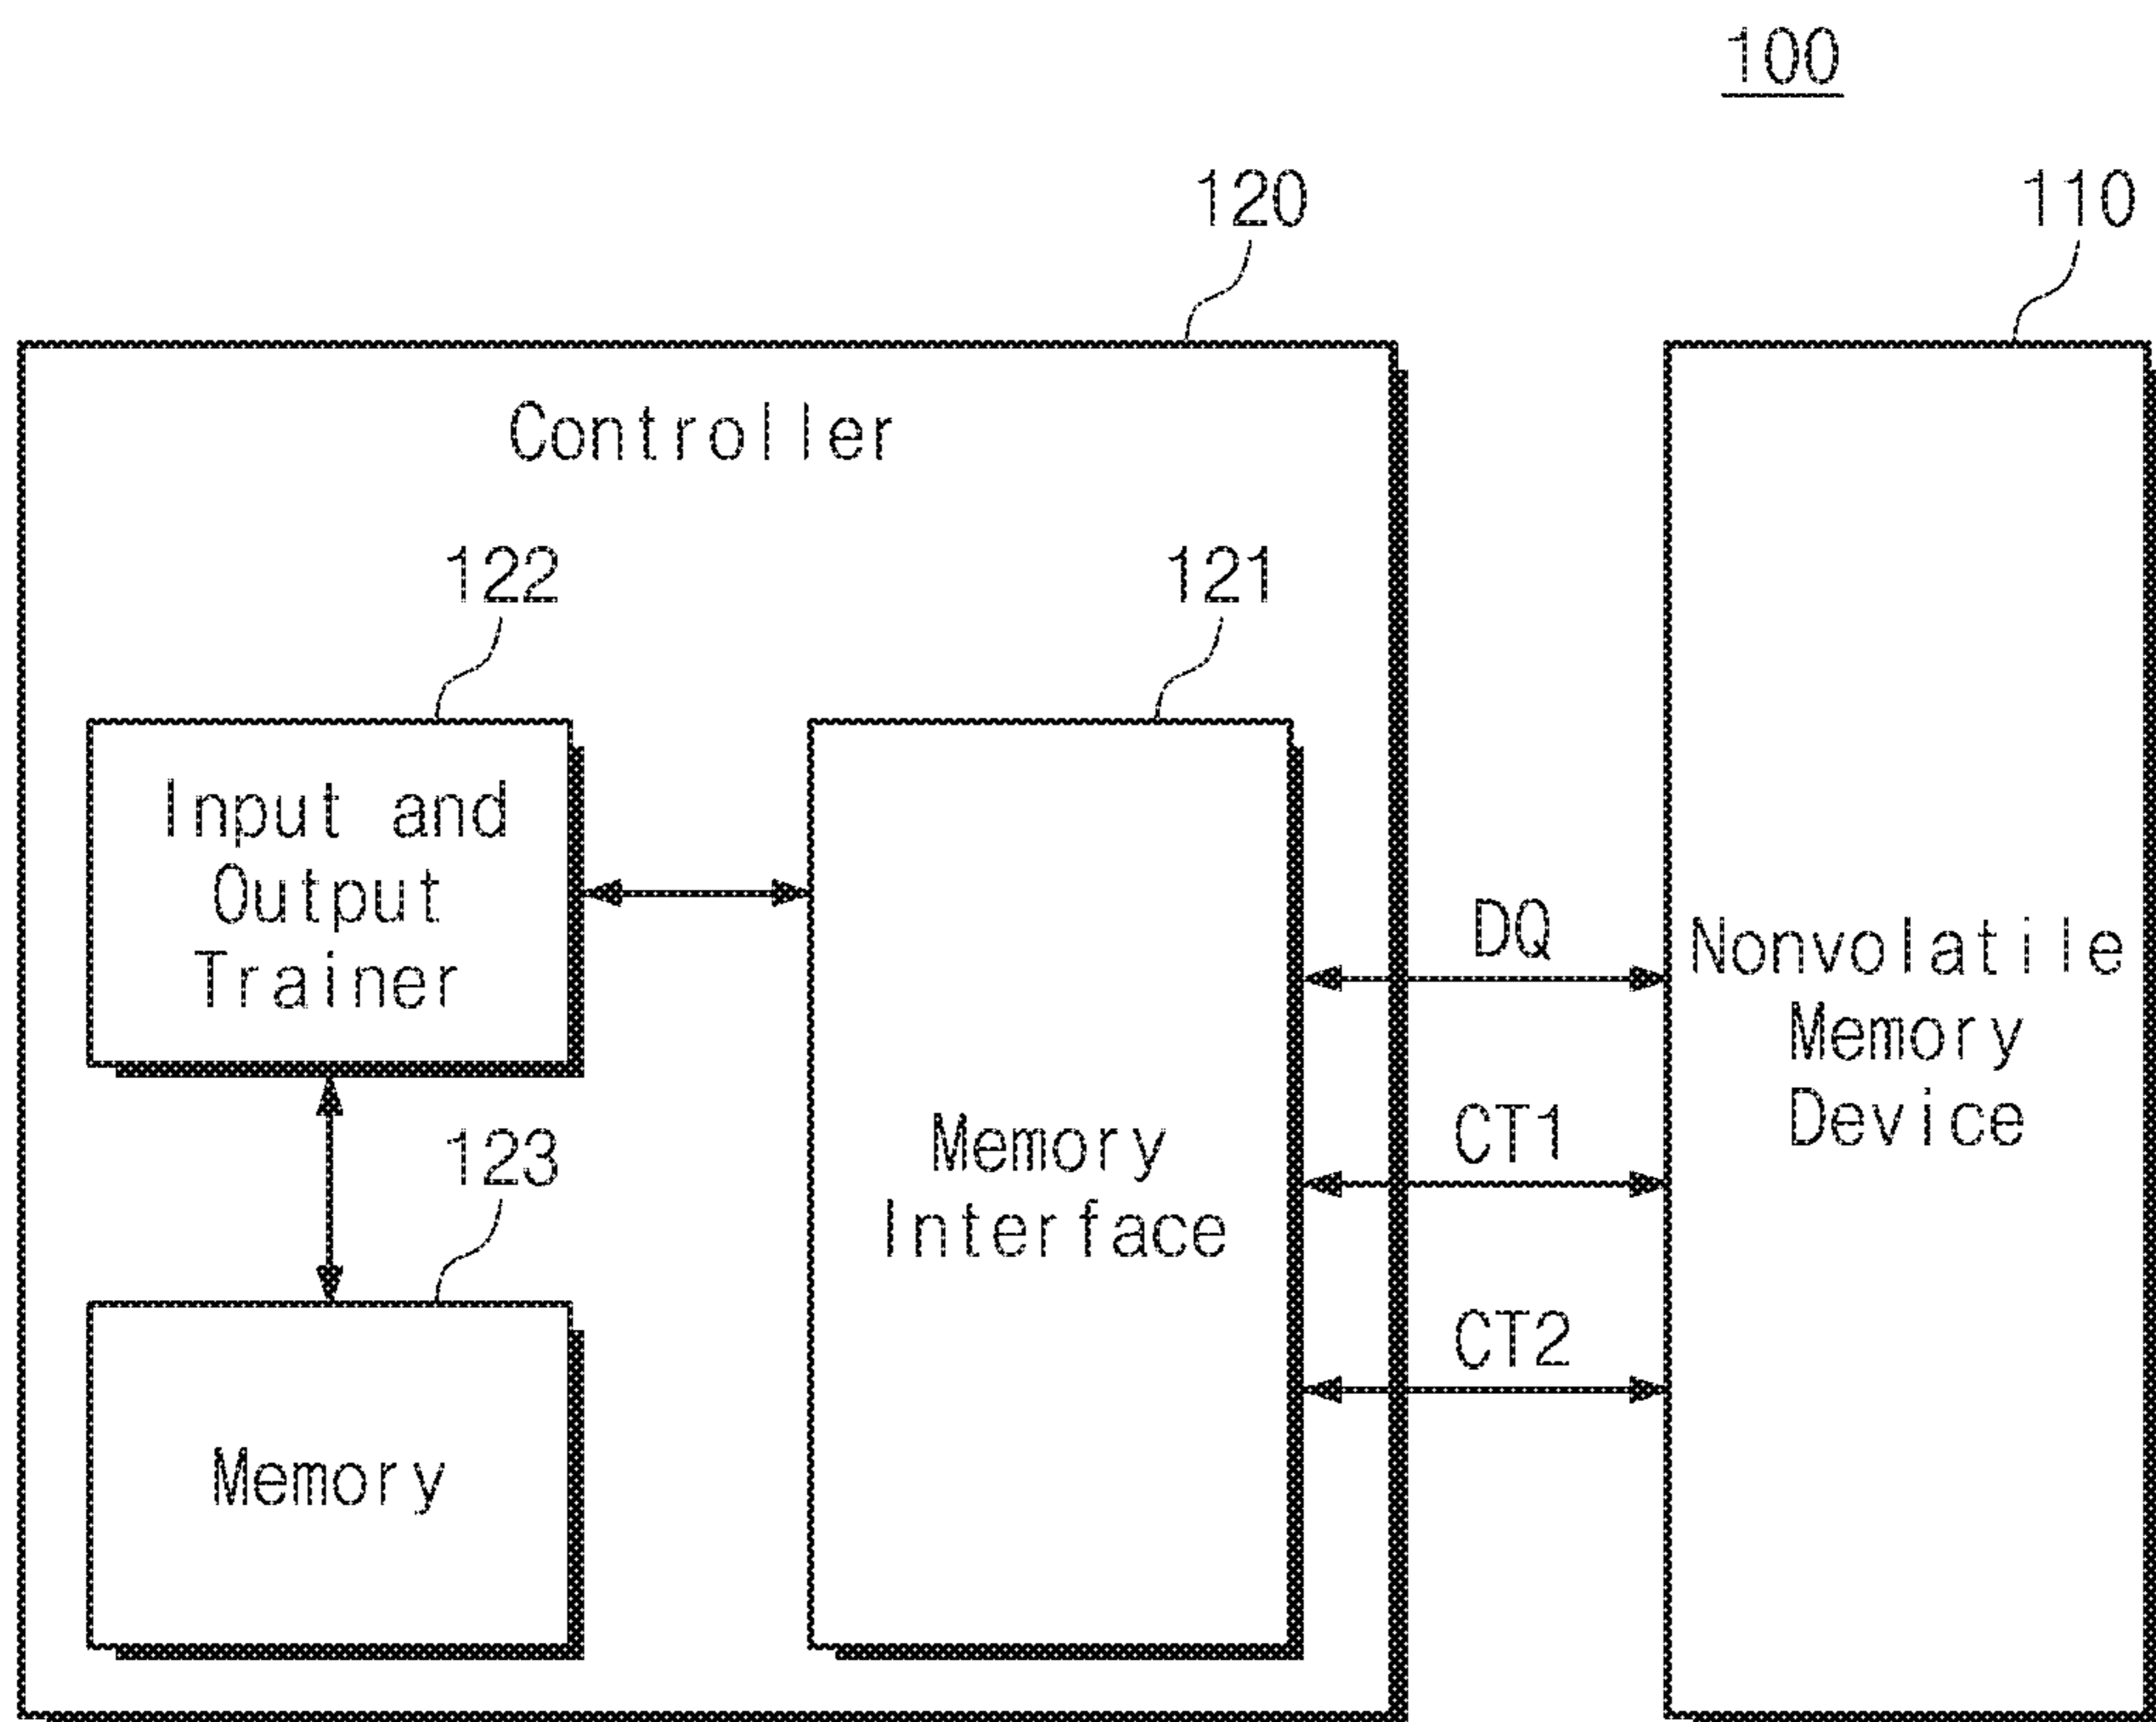 100
120
110
Controller
122
121
Input and
Output
Trainer
DQ
Nonvolatile
Memory
Device
CT1
123
Memory
Interface
CT2
Memory